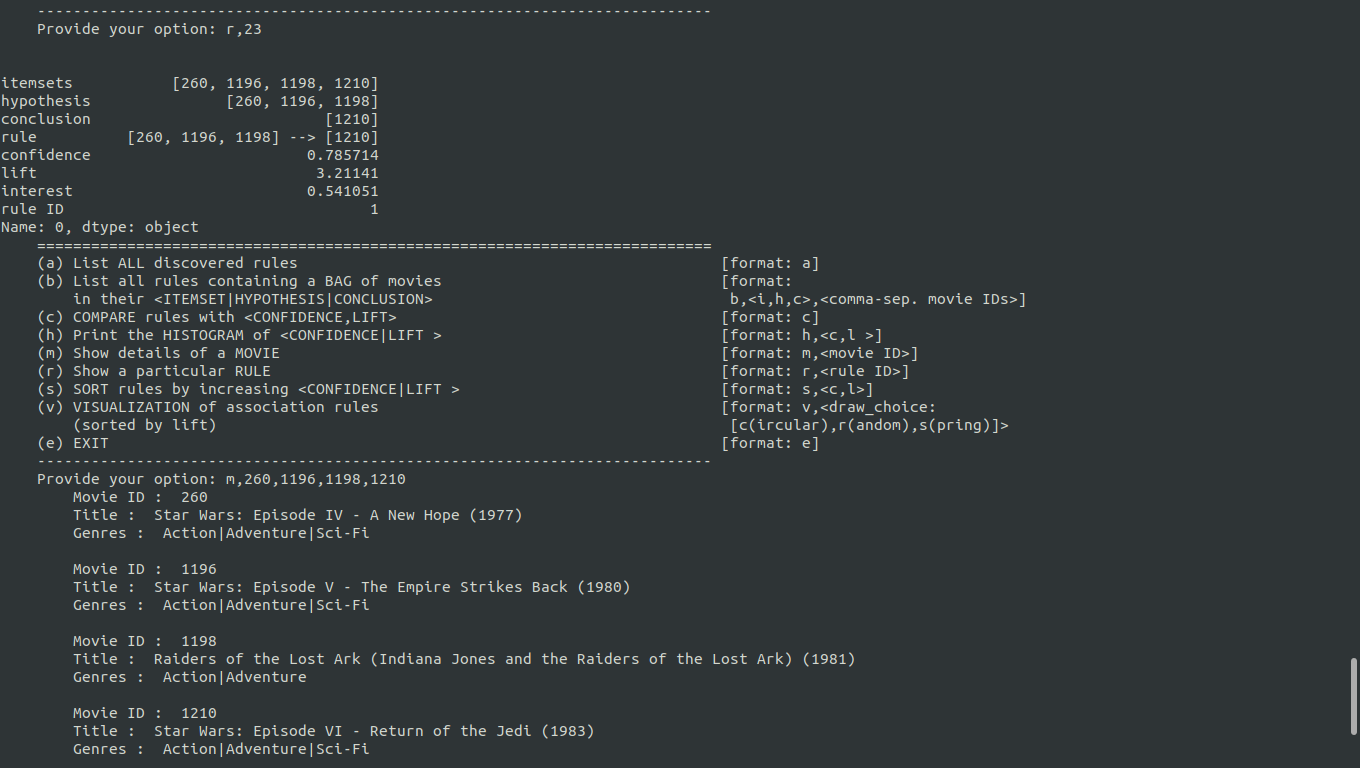 ---------------------------------------------------------------------------
Provide your option: r,23
itemsets [260, 1196, 1198, 1210]
hypothesis [260, 1196, 1198]
conclusion [1210]
rule [260, 1196, 1198] --> [1210]
confidence 0.785714
lift 3.21141
interest 0.541051
rule ID 1
Name: 0, dtype: object
===========================================================================
(a) List ALL discovered rules [format: a]
(b) List all rules containing a BAG of movies [format:
in their <ITEMSET|HYPOTHESIS|CONCLUSION> b,<i,h,c>,<comma-sep. movie IDs>]
(c) COMPARE rules with <CONFIDENCE,LIFT> [format: c]
(h) Print the HISTOGRAM of <CONFIDENCE|LIFT > [format: h,<c,l >]
(m) Show details of a MOVIE [format: m,<movie ID>]
(r) Show a particular RULE [format: r,<rule ID>]
(s) SORT rules by increasing <CONFIDENCE|LIFT > [format: s,<c,l>]
(v) VISUALIZATION of association rules [format: v,<draw_choice:
(sorted by lift) [c(ircular),r(andom),s(pring)]>
(e) EXIT [format: e]
---------------------------------------------------------------------------
Provide your option: m,260,1196,1198,1210
Movie ID :  260
Title :  Star Wars: Episode IV - A New Hope (1977)
Genres :  Action|Adventure|Sci-Fi
Movie ID :  1196
Title :  Star Wars: Episode V - The Empire Strikes Back (1980)
Genres :  Action|Adventure|Sci-Fi
Movie ID :  1198
Title :  Raiders of the Lost Ark (Indiana Jones and the Raiders of the Lost Ark) (1981)
Genres :  Action|Adventure
Movie ID :  1210
Title :  Star Wars: Episode VI - Return of the Jedi (1983)
Genres :  Action|Adventure|Sci-Fi